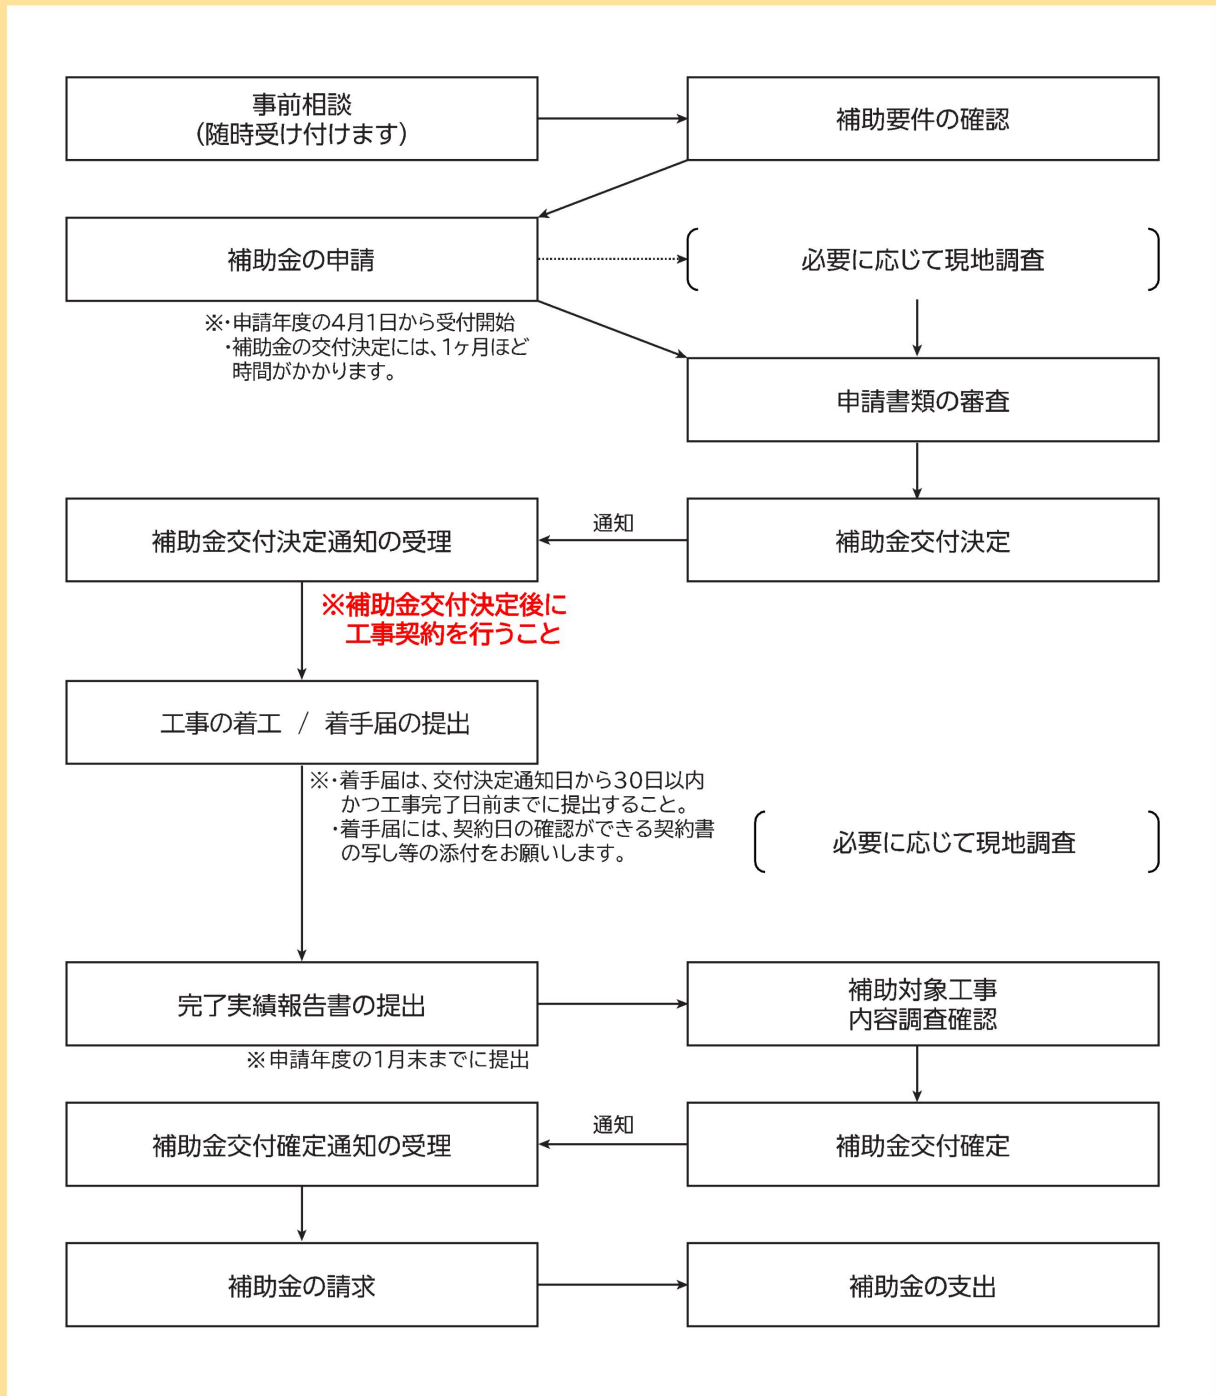 事前相談
(随時受け付けます)
補助要件の確認
補助金の申請
必要に応じて現地調査
※・申請年度の4月1日から受付開始
・補助金の交付決定には、1ヶ月ほど
時間がかかります。
申請書類の審査
補助金交付決定
通知
補助金交付決定通知の受理
※補助金交付決定後に
工事契約を行うこと
工事の着工 / 着手届の提出
※・着手届は、交付決定通知日から30日以内
かつ工事完了日前までに提出すること。
・着手届には、契約日の確認ができる契約書
の写し等の添付をお願いします。
必要に応じて現地調査
完了実績報告書の提出
※申請年度の1月末までに提出
補助対象工事
内容調査確認
補助金交付確定
通知
補助金交付確定通知の受理
補助金の請求
補助金の支出